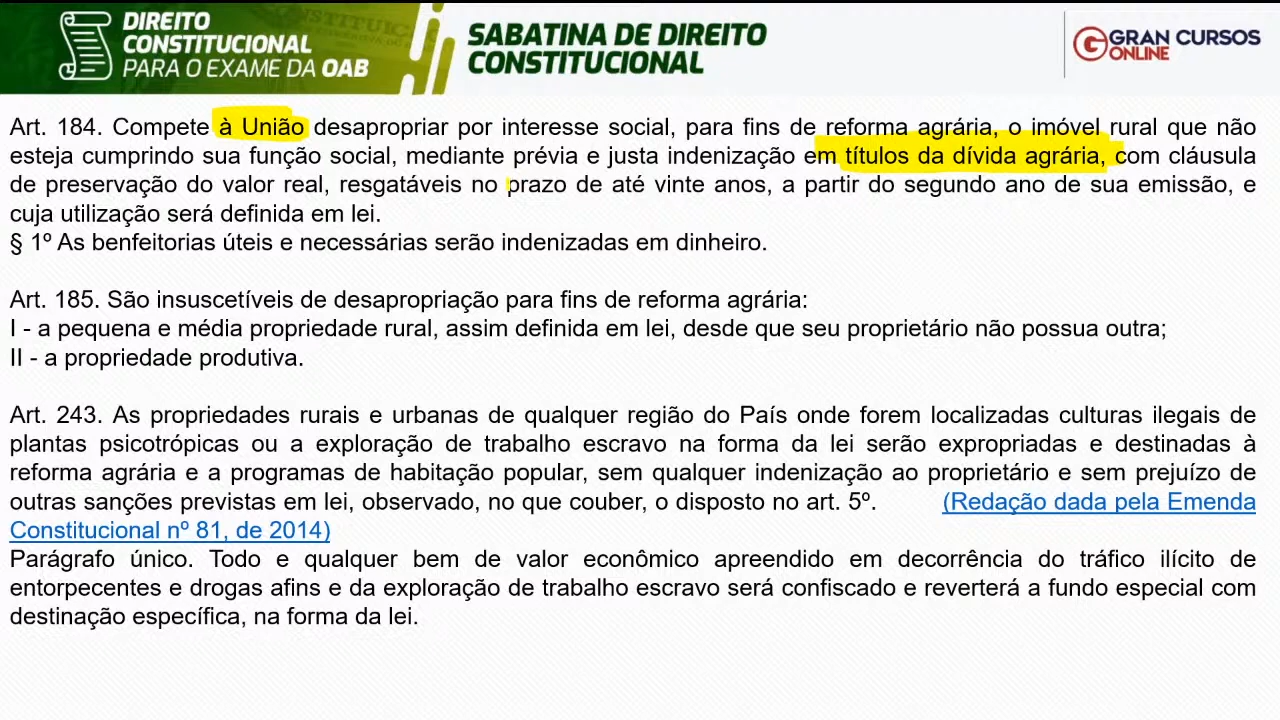 DIREITO
CONSTITUCIONAL
PARA O EXAME DA OAB
SABATINA DE DIREITO
CONSTITUCIONAL
GRAN CURSOS
ONLINE
Art. 184. Compete à União desapropriar por interesse social, para fins de reforma agrária, o imóvel rural que não
esteja cumprindo sua função social, mediante prévia e justa indenização em títulos da dívida agrária, com cláusula
de preservação do valor real, resgatáveis no prazo de até vinte anos, a partir do segundo ano de sua emissão, e
cuja utilização será definida em lei.
§ 1º As benfeitorias úteis e necessárias serão indenizadas em dinheiro.
Art. 185. São insuscetíveis de desapropriação para fins de reforma agrária:
I - a pequena e média propriedade rural, assim definida em lei, desde que seu proprietário não possua outra;
II - a propriedade produtiva.
Art. 243. As propriedades rurais e urbanas de qualquer região do País onde forem localizadas culturas ilegais de
plantas psicotrópicas ou a exploração de trabalho escravo na forma da lei serão expropriadas e destinadas à
reforma agrária e a programas de habitação popular, sem qualquer indenização ao proprietário e sem prejuízo de
outras sanções previstas em lei, observado, no que couber, o disposto no art. 5º. (Redação dada pela Emenda
Constitucional nº 81, de 2014)
Parágrafo único. Todo e qualquer bem de valor econômico apreendido em decorrência do tráfico ilícito de
entorpecentes e drogas afins e da exploração de trabalho escravo será confiscado e reverterá a fundo especial com
destinação específica, na forma da lei.